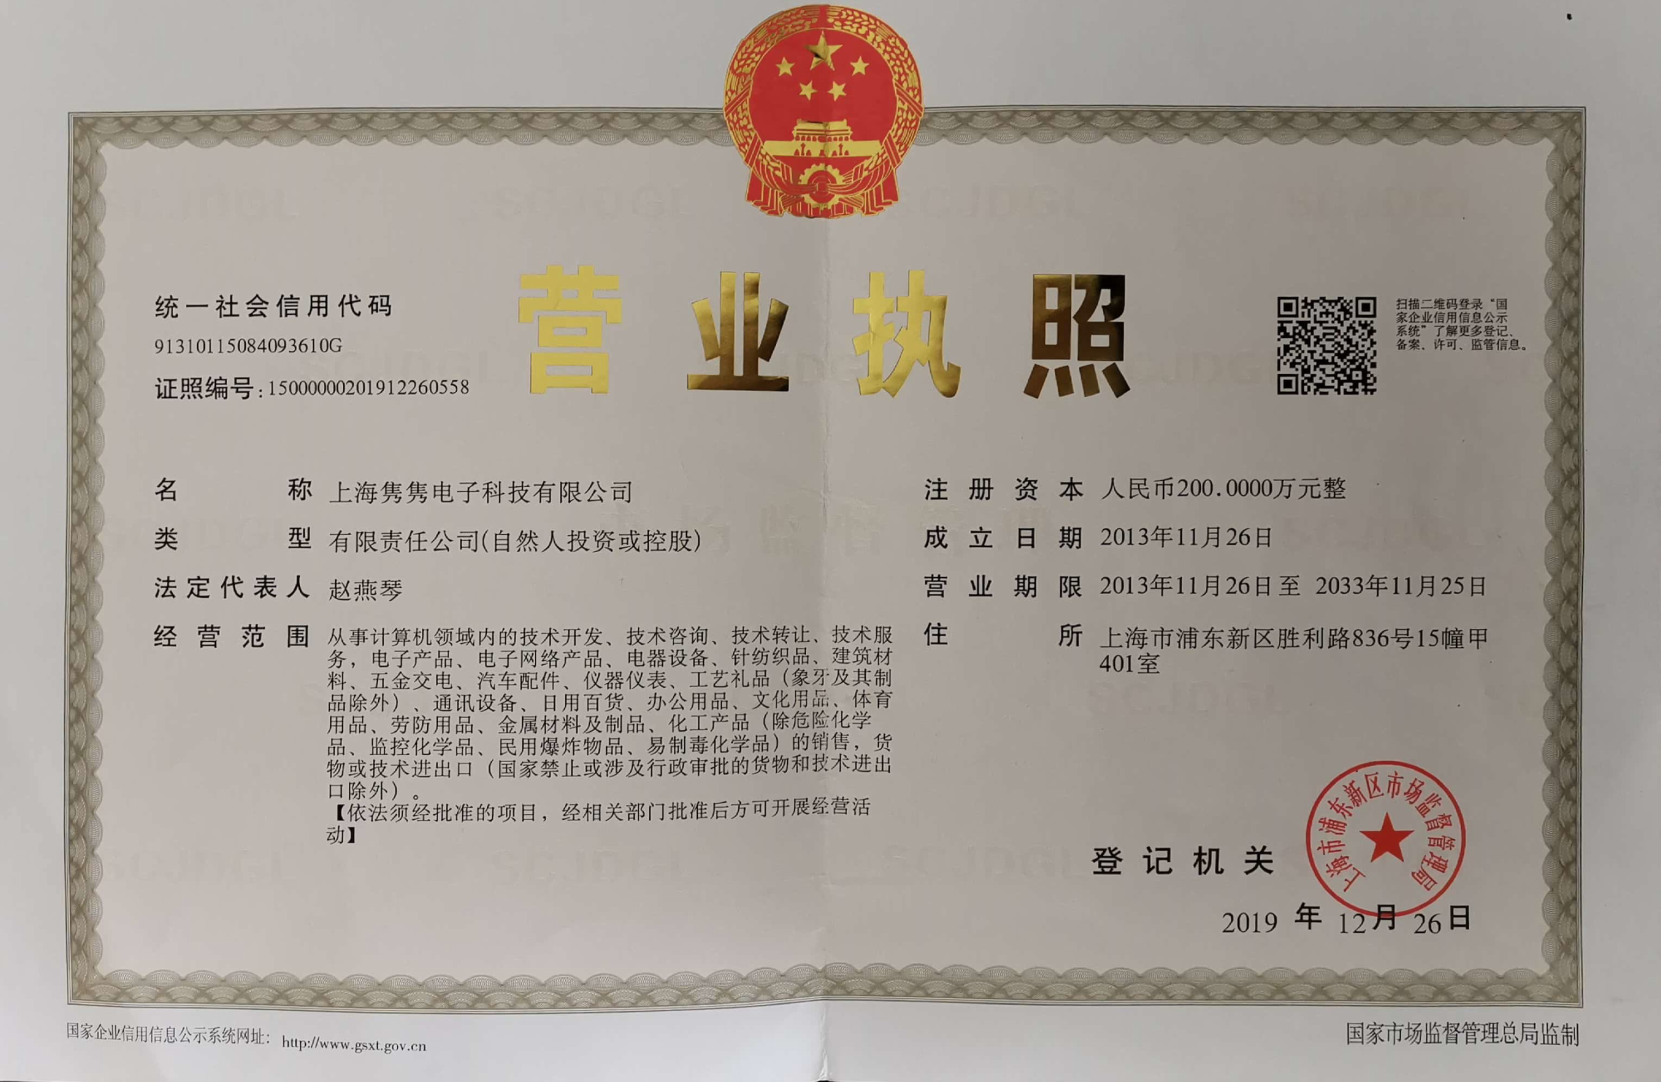 营业执照
统一社会信用代码
91310115084093610G
证照编号:15000000201912260558
扫描二维码登录“国
家企业信用信息公示
系统”了解更多登记、
备案、许可、监管信息。
名称 上海隽隽电子科技有限公司
类型 有限责任公司(自然人投资或控股)
法定代表人 赵燕琴
经营范围 从事计算机领域内的技术开发、技术咨询、技术转让、技术服
务，电子产品、电子网络产品、电器设备、针纺织品、建筑材
料、五金交电、汽车配件、仪器仪表、工艺礼品（象牙及其制
品除外）、通讯设备、日用百货、办公用品、文化用品、体育
用品、劳防用品、金属材料及制品、化工产品（除危险化学
品、监控化学品、民用爆炸物品、易制毒化学品）的销售，货
物或技术进出口（国家禁止或涉及行政审批的货物和技术进出
口除外）。
【依法须经批准的项目，经相关部门批准后方可开展经营活
动】
注册资本 人民币200.0000万元整
成立日期 2013年11月26日
营业期限 2013年11月26日至 2033年11月25日
住所 上海市浦东新区胜利路836号15幢甲
401室
登记机关
上海市浦东新区市场监督管理局
2019 年 12月 26日
国家企业信用信息公示系统网址：http://www.gsxt.gov.cn
国家市场监督管理总局监制